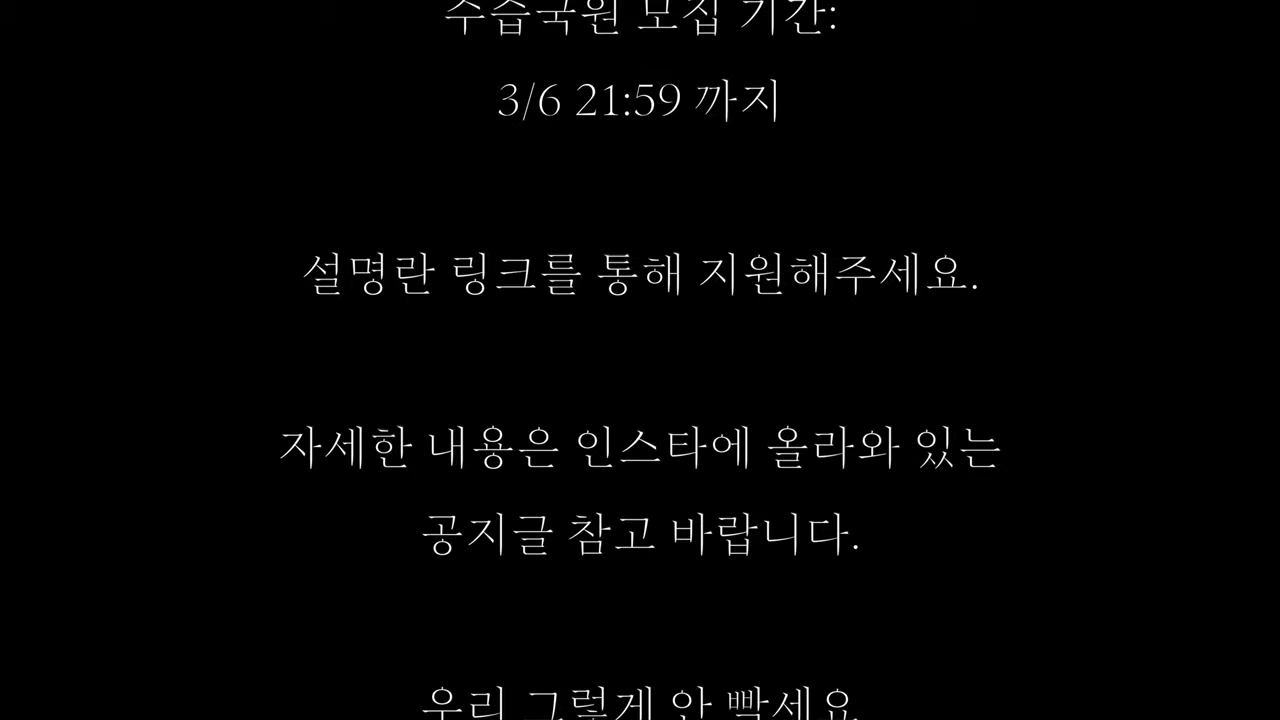 수습국원 모집 기간:
3/6 21:59 까지
설명란 링크를 통해 지원해주세요.
자세한 내용은 인스타에 올라와 있는
공지글 참고 바랍니다.
우리 그렇게 안 빡세요